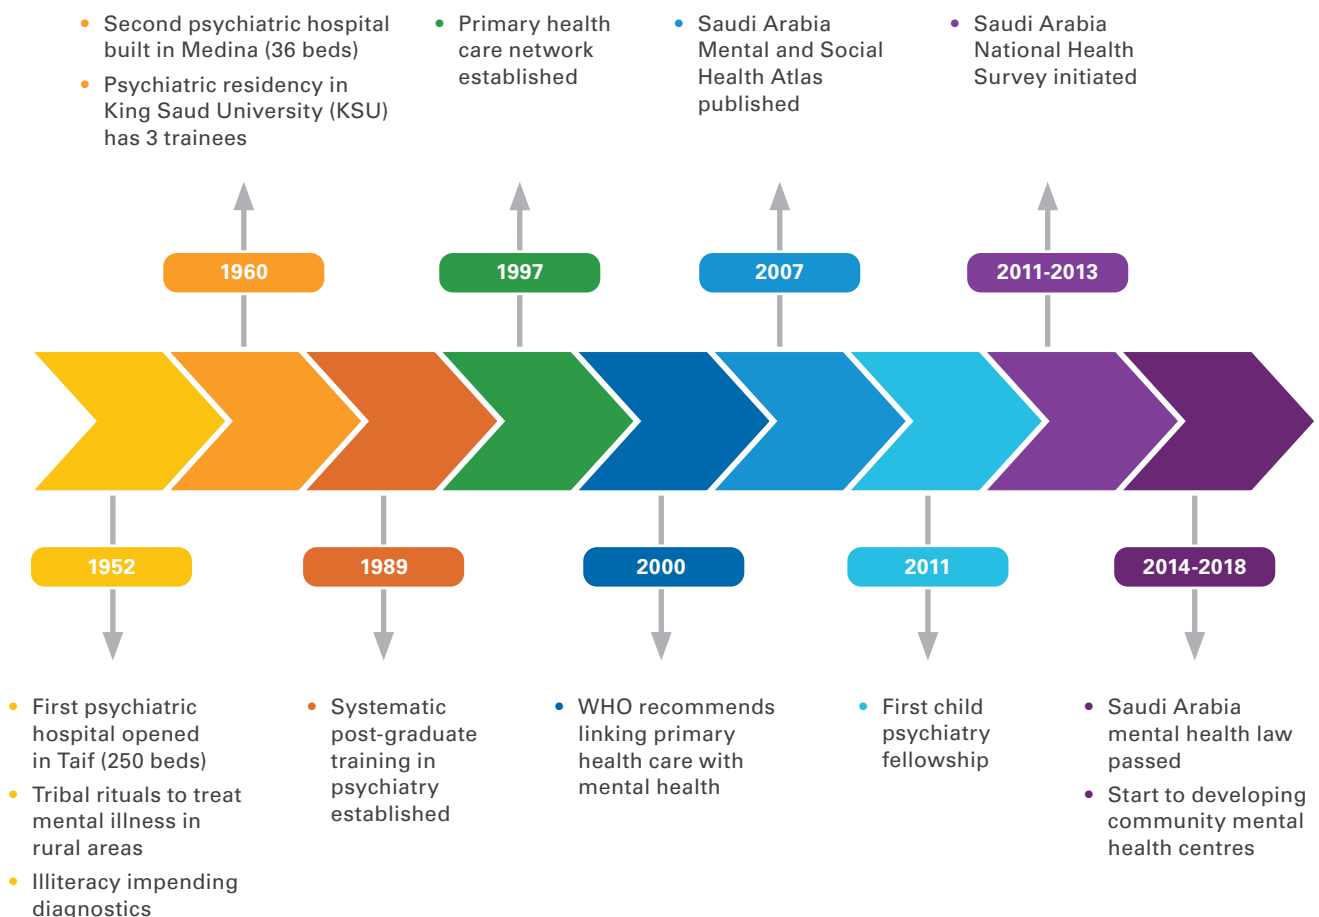 Second psychiatric hospital
built in Medina (36 beds)
Psychiatric residency in
King Saud University (KSU)
has 3 trainees
Primary health
care network
established
Saudi Arabia
Mental and Social
Health Atlas
published
Saudi Arabia
National Health
Survey initiated
1960
1997
2007
2011-2013
1952
1989
2000
2011
2014-2018
First psychiatric
hospital opened
in Taif (250 beds)
Tribal rituals to treat
mental illness in
rural areas
Illiteracy impending
diagnostics
Systematic
post-graduate
training in
psychiatry
established
WHO recommends
linking primary
health care with
mental health
First child
psychiatry
fellowship
Saudi Arabia
mental health law
passed
Start to developing
community mental
health centres